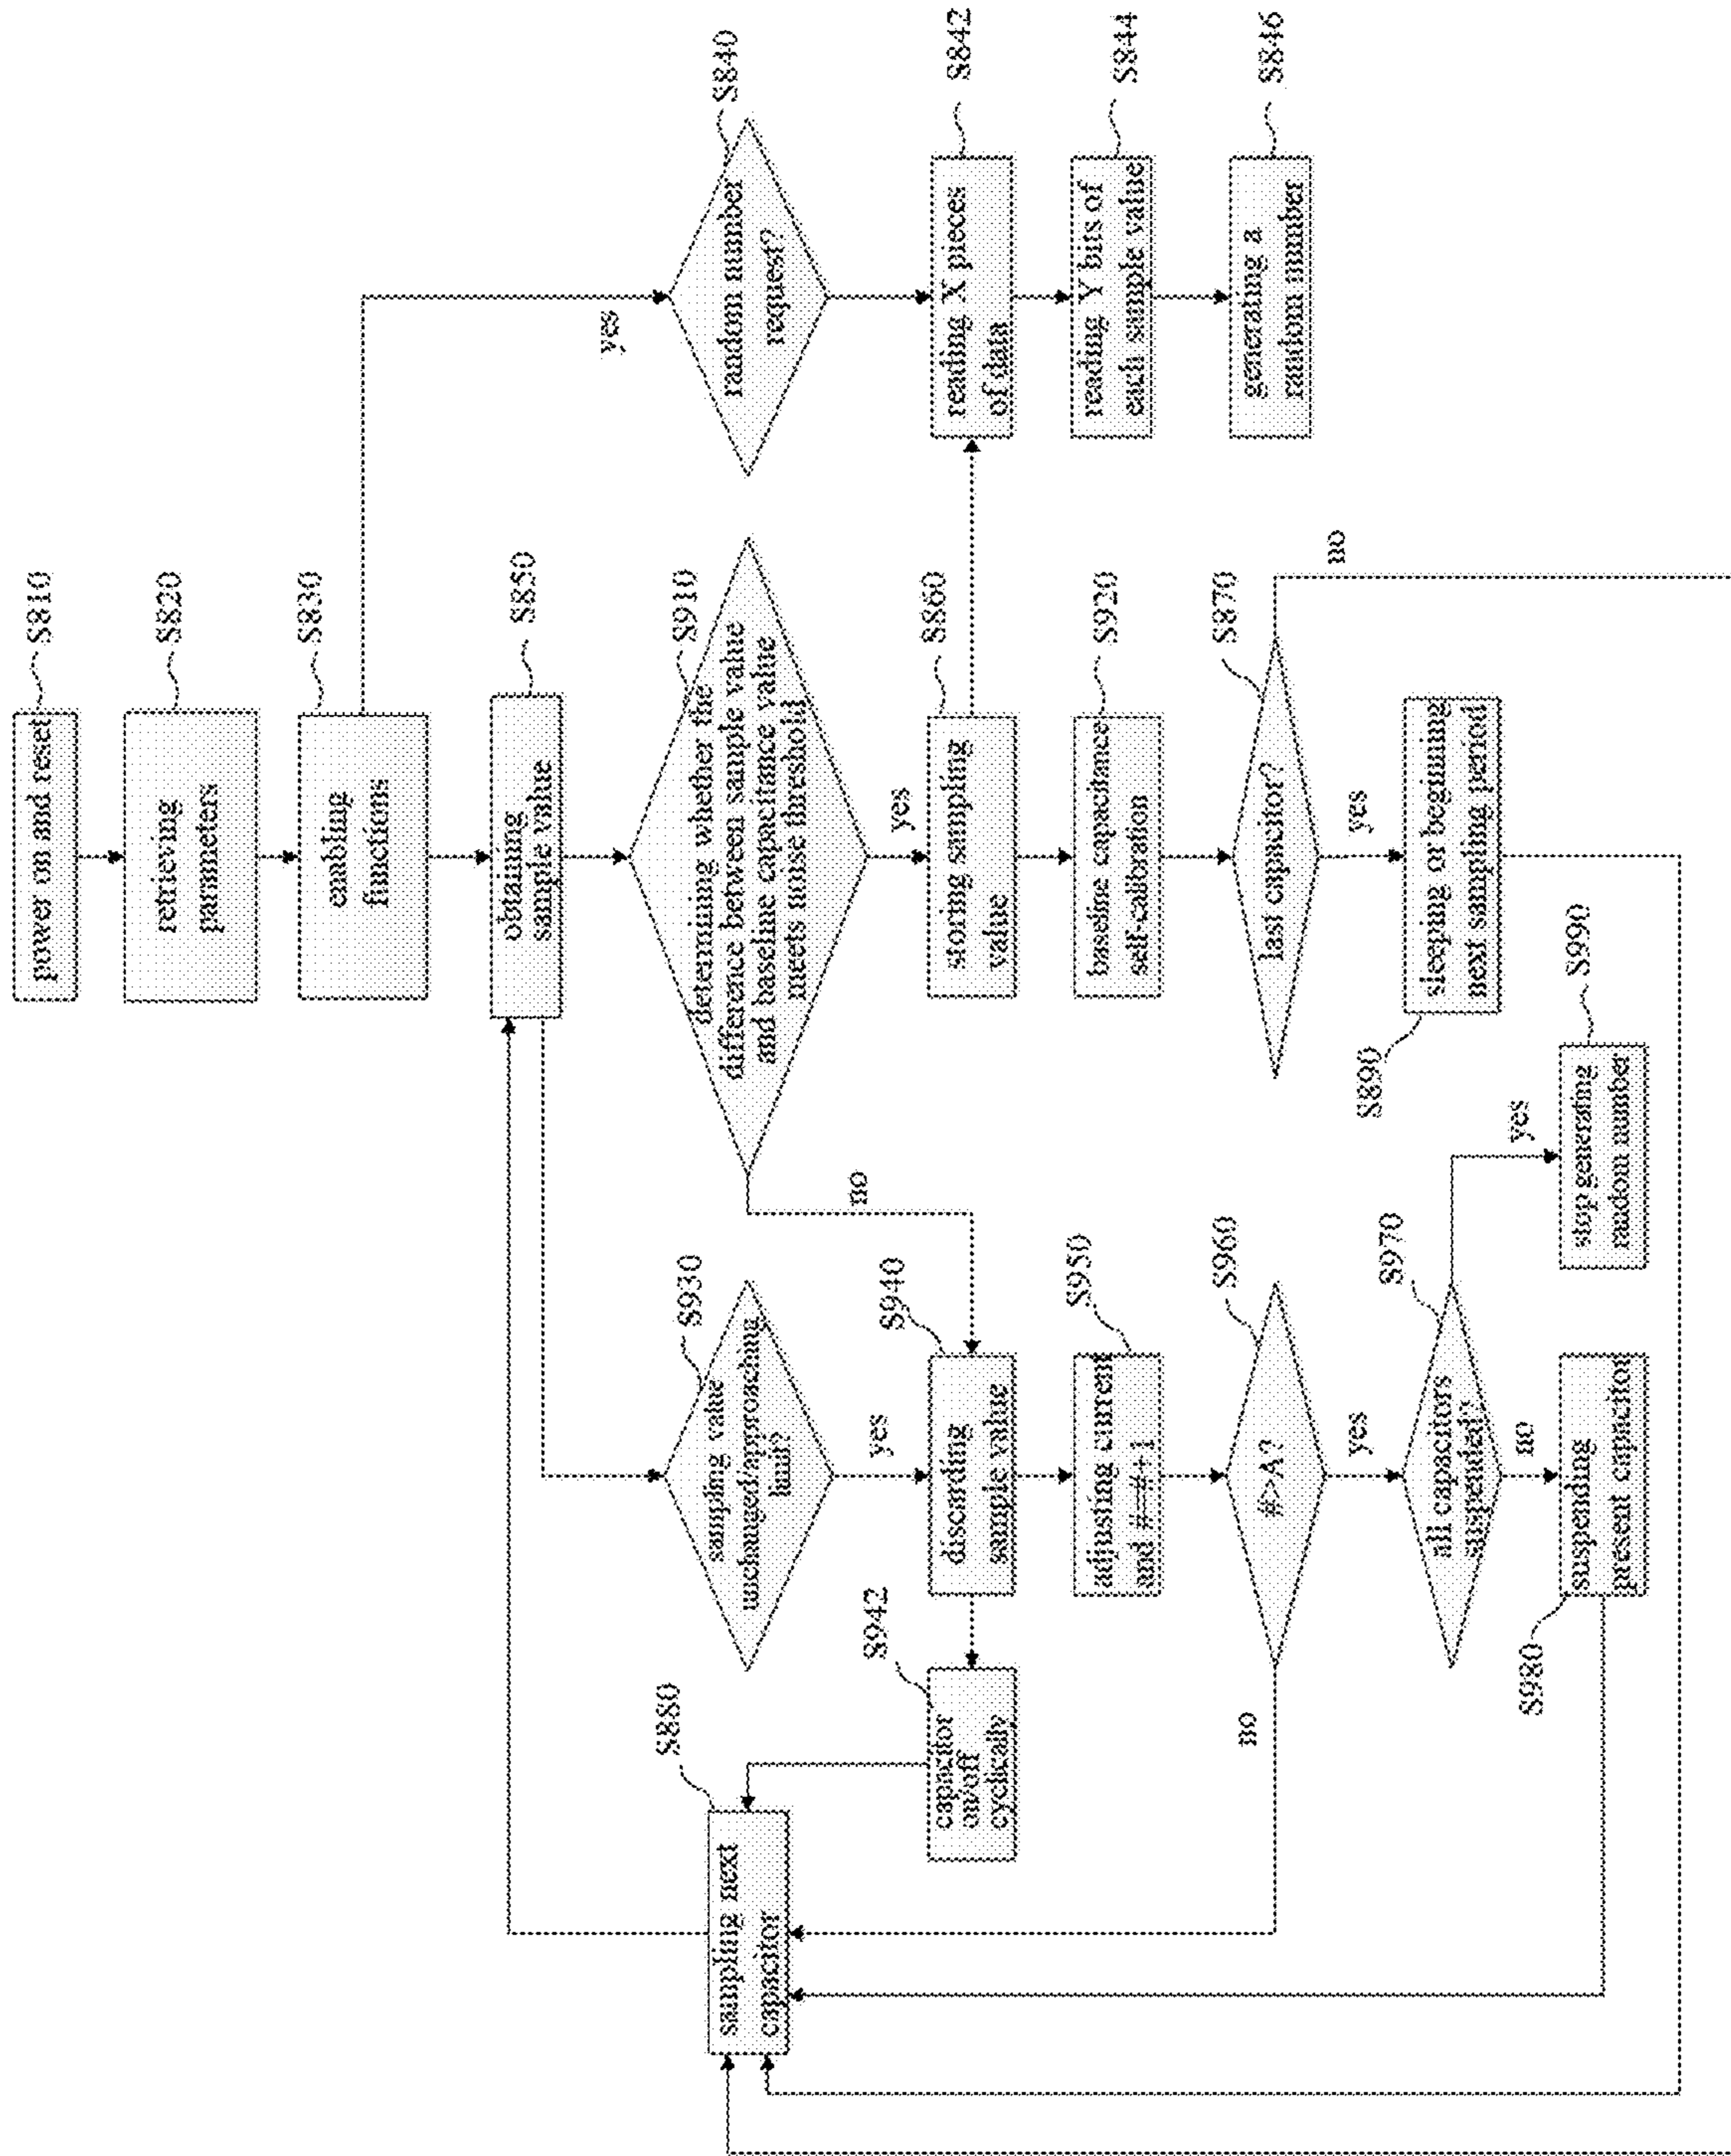 power on and reset
S810
retrieving
parameters
S820
enabling
functions
S830
obtaining
sample value
S850
yes
random number
request?
S840
determining whether the
difference between sample value
and baseline capacitance value
meets noise threshold
S910
yes
no
storing sampling
value
S860
reading X pieces
of data
S842
reading Y bits of
each sample value
S844
generating a
random number
S846
baseline capacitance
self-calibration
S920
last capacitor?
S870
no
yes
sleeping or beginning
next sampling period
S890
sampling value
unchanged/approaching
limit?
S930
yes
discarding
sample value
S940
capacitor
on/off
cyclically
S942
sampling next
capacitor
S880
adjusting current
and #=#+1
S950
#>A?
S960
no
yes
all capacitors
suspended?
S970
yes
no
stop generating
random number
S990
suspending
present capacitor
S980